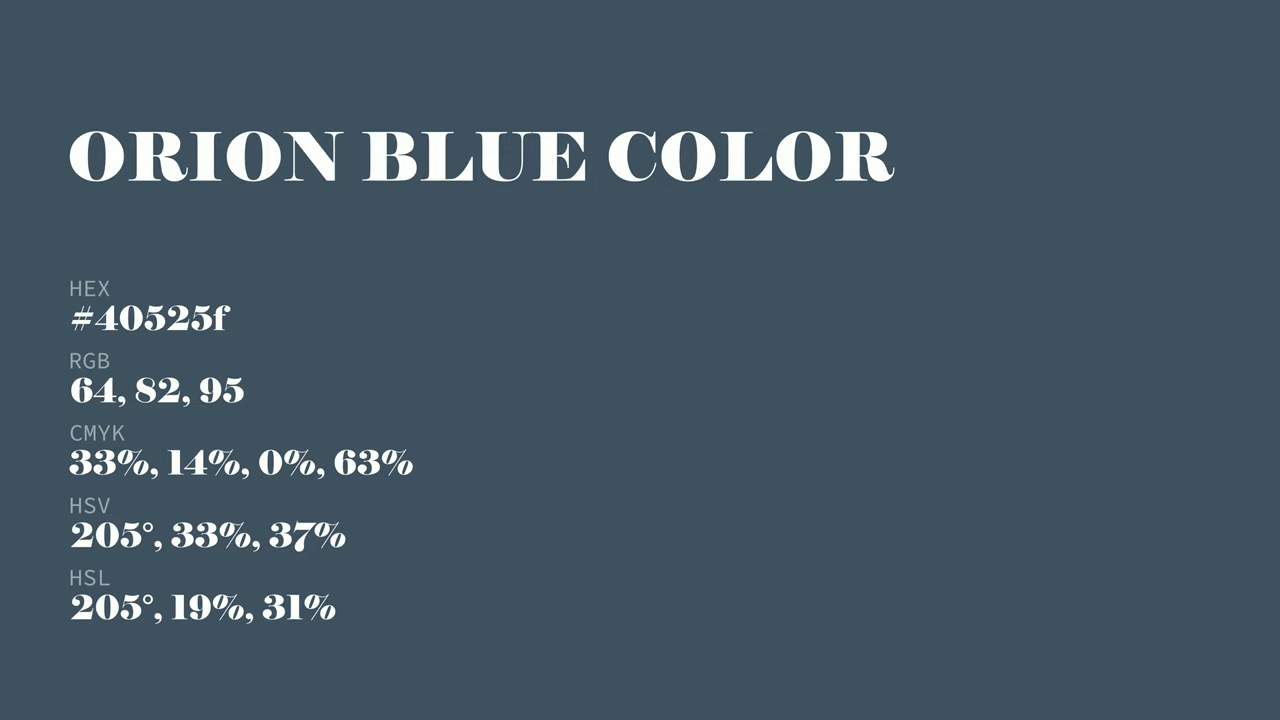 ORION BLUE COLOR
HEX
#40525f
RGB
64, 82, 95
CMYK
33%, 14%, 0%, 63%
HSV
205°, 33%, 37%
HSL
205°, 19%, 31%